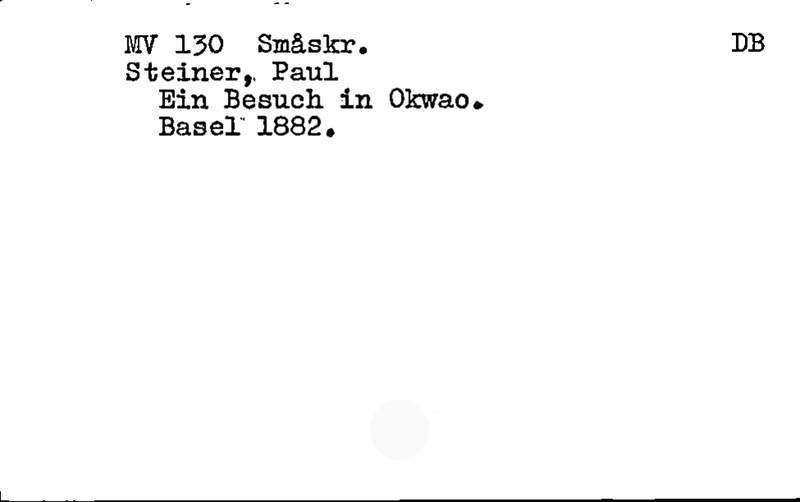 MV 130 Småskr. DB
Steiner, Paul
Ein Besuch in Okwao.
Basel 1882.